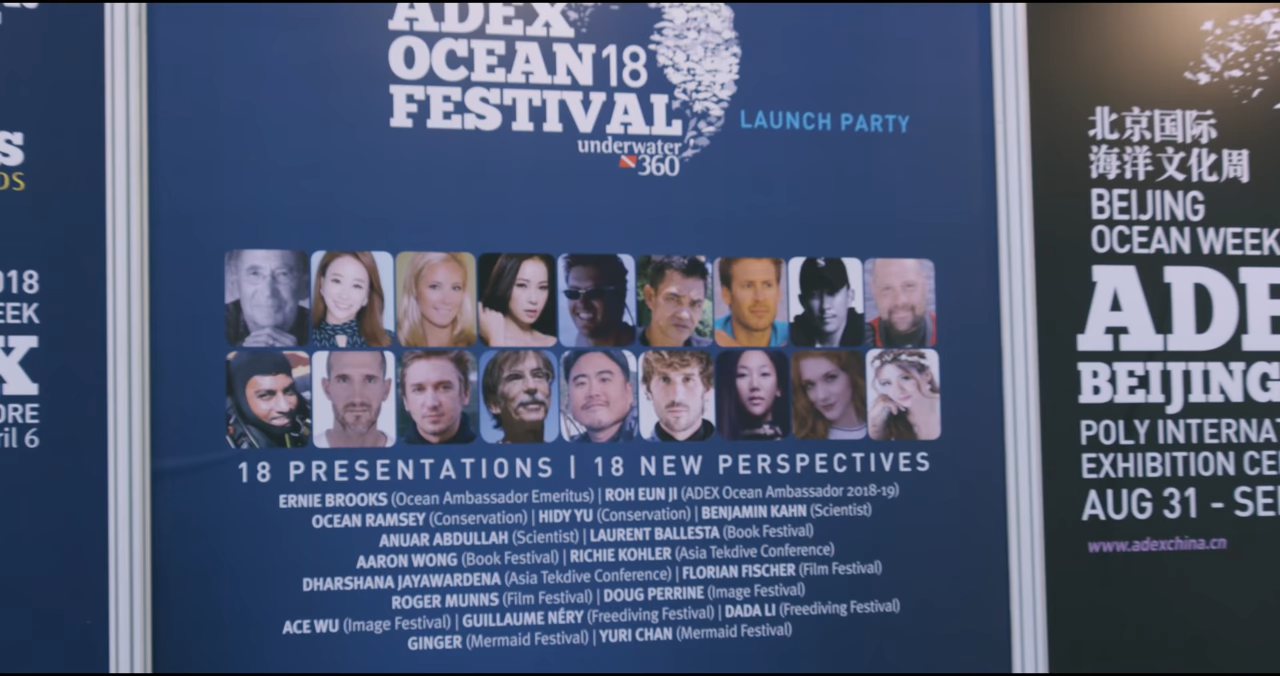 S
DS
018
EEK
X
ORE
ril 6
ADEX
OCEAN 18
FESTIVAL
underwater
360
LAUNCH PARTY
18 PRESENTATIONS | 18 NEW PERSPECTIVES
ERNIE BROOKS (Ocean Ambassador Emeritus) | ROH EUN JI (ADEX Ocean Ambassador 2018-19)
OCEAN RAMSEY (Conservation) | HIDY YU (Conservation) | BENJAMIN KAHN (Scientist)
ANUAR ABDULLAH (Scientist) | LAURENT BALLESTA (Book Festival)
AARON WONG (Book Festival) | RICHIE KOHLER (Asia Tekdive Conference)
DHARSHANA JAYAWARDENA (Asia Tekdive Conference) | FLORIAN FISCHER (Film Festival)
ROGER MUNNS (Film Festival) | DOUG PERRINE (Image Festival)
ACE WU (Image Festival) | GUILLAUME NÉRY (Freediving Festival) | DADA LI (Freediving Festival)
GINGER (Mermaid Festival) | YURI CHAN (Mermaid Festival)
北京国际
海洋文化周
BEIJING
OCEAN WEEK
ADE
BEIJING
POLY INTERNAT
EXHIBITION CE
AUG 31 - SE
www.adexchina.cn